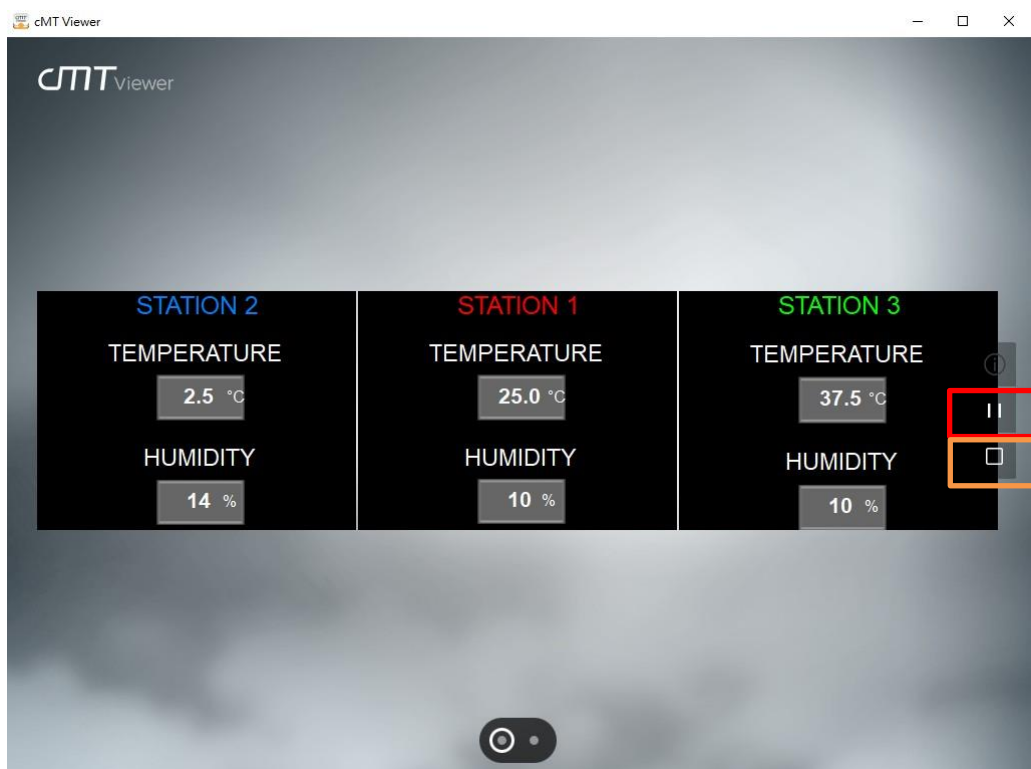 cMT Viewer
cMT Viewer
STATION 2
TEMPERATURE
2.5 °C
HUMIDITY
14 %
STATION 1
TEMPERATURE
25.0 °C
HUMIDITY
10 %
STATION 3
TEMPERATURE
37.5 °C
HUMIDITY
10 %